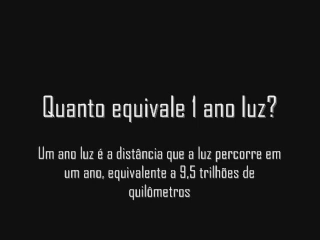 Quanto equivale 1 ano luz?
Um ano luz é a distância que a luz percorre em
um ano, equivalente a 9,5 trilhões de
quilômetros